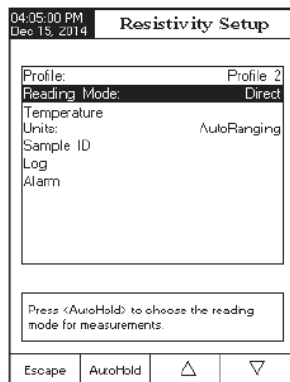 04:05:00 PM
Dec 15, 2014
Resistivity Setup
Profile: Profile 2
Reading Mode: Direct
Temperature
Units: AutoRanging
Sample ID
Log
Alarm
Press <AutoHold> to choose the reading
mode for measurements.
Escape AutoHold △ ▽